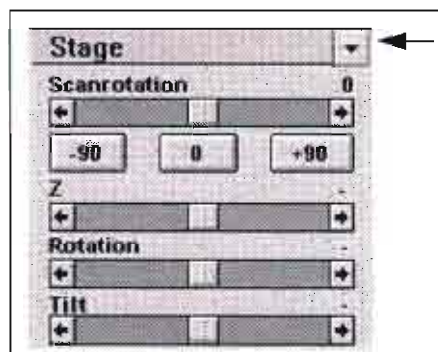 Stage
Scanrotation 0
-90 0 +90
Z -
Rotation -
Tilt -